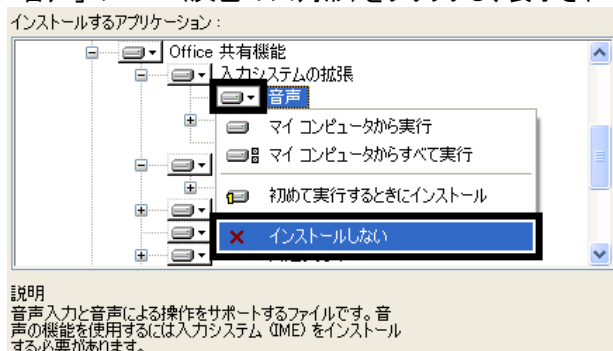 インストールするアプリケーション:
Office 共有機能
入力システムの拡張
音声
マイ コンピュータから実行
マイ コンピュータからすべて実行
初めて実行するときにインストール
インストールしない
説明
音声入力と音声による操作をサポートするファイルです。音
声の機能を使用するには入力システム (IME) をインストール
する必要があります。